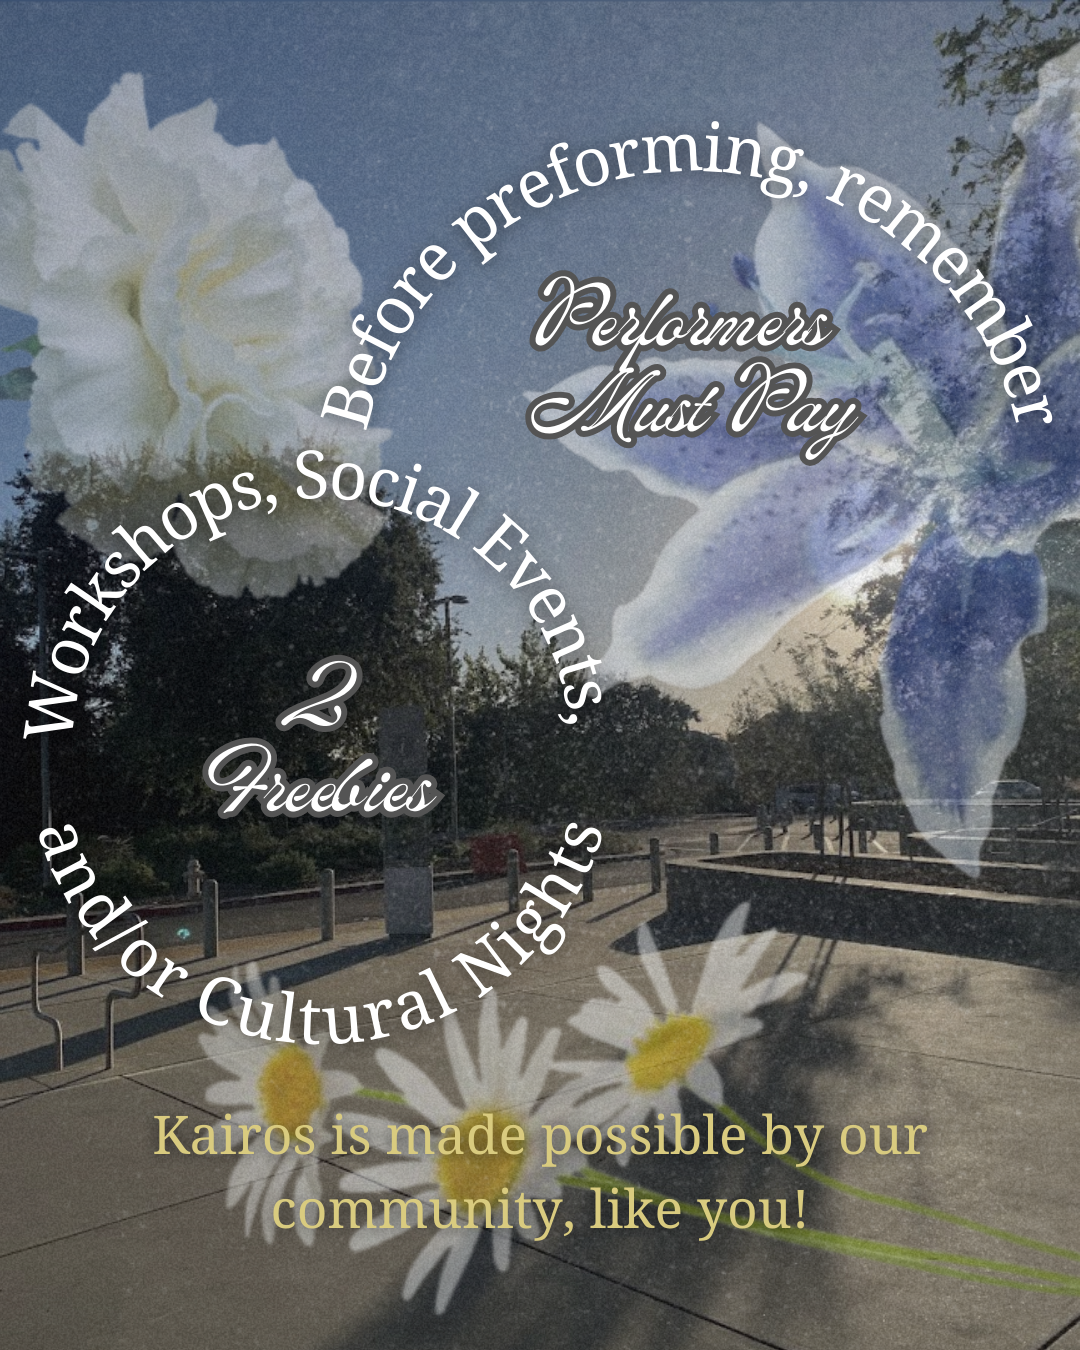 Before preforming, remember
Performers
Must Pay
Workshops, Social Events,
2
Freebies
and/or Cultural Nights
Kairos is made possible by our
community, like you!